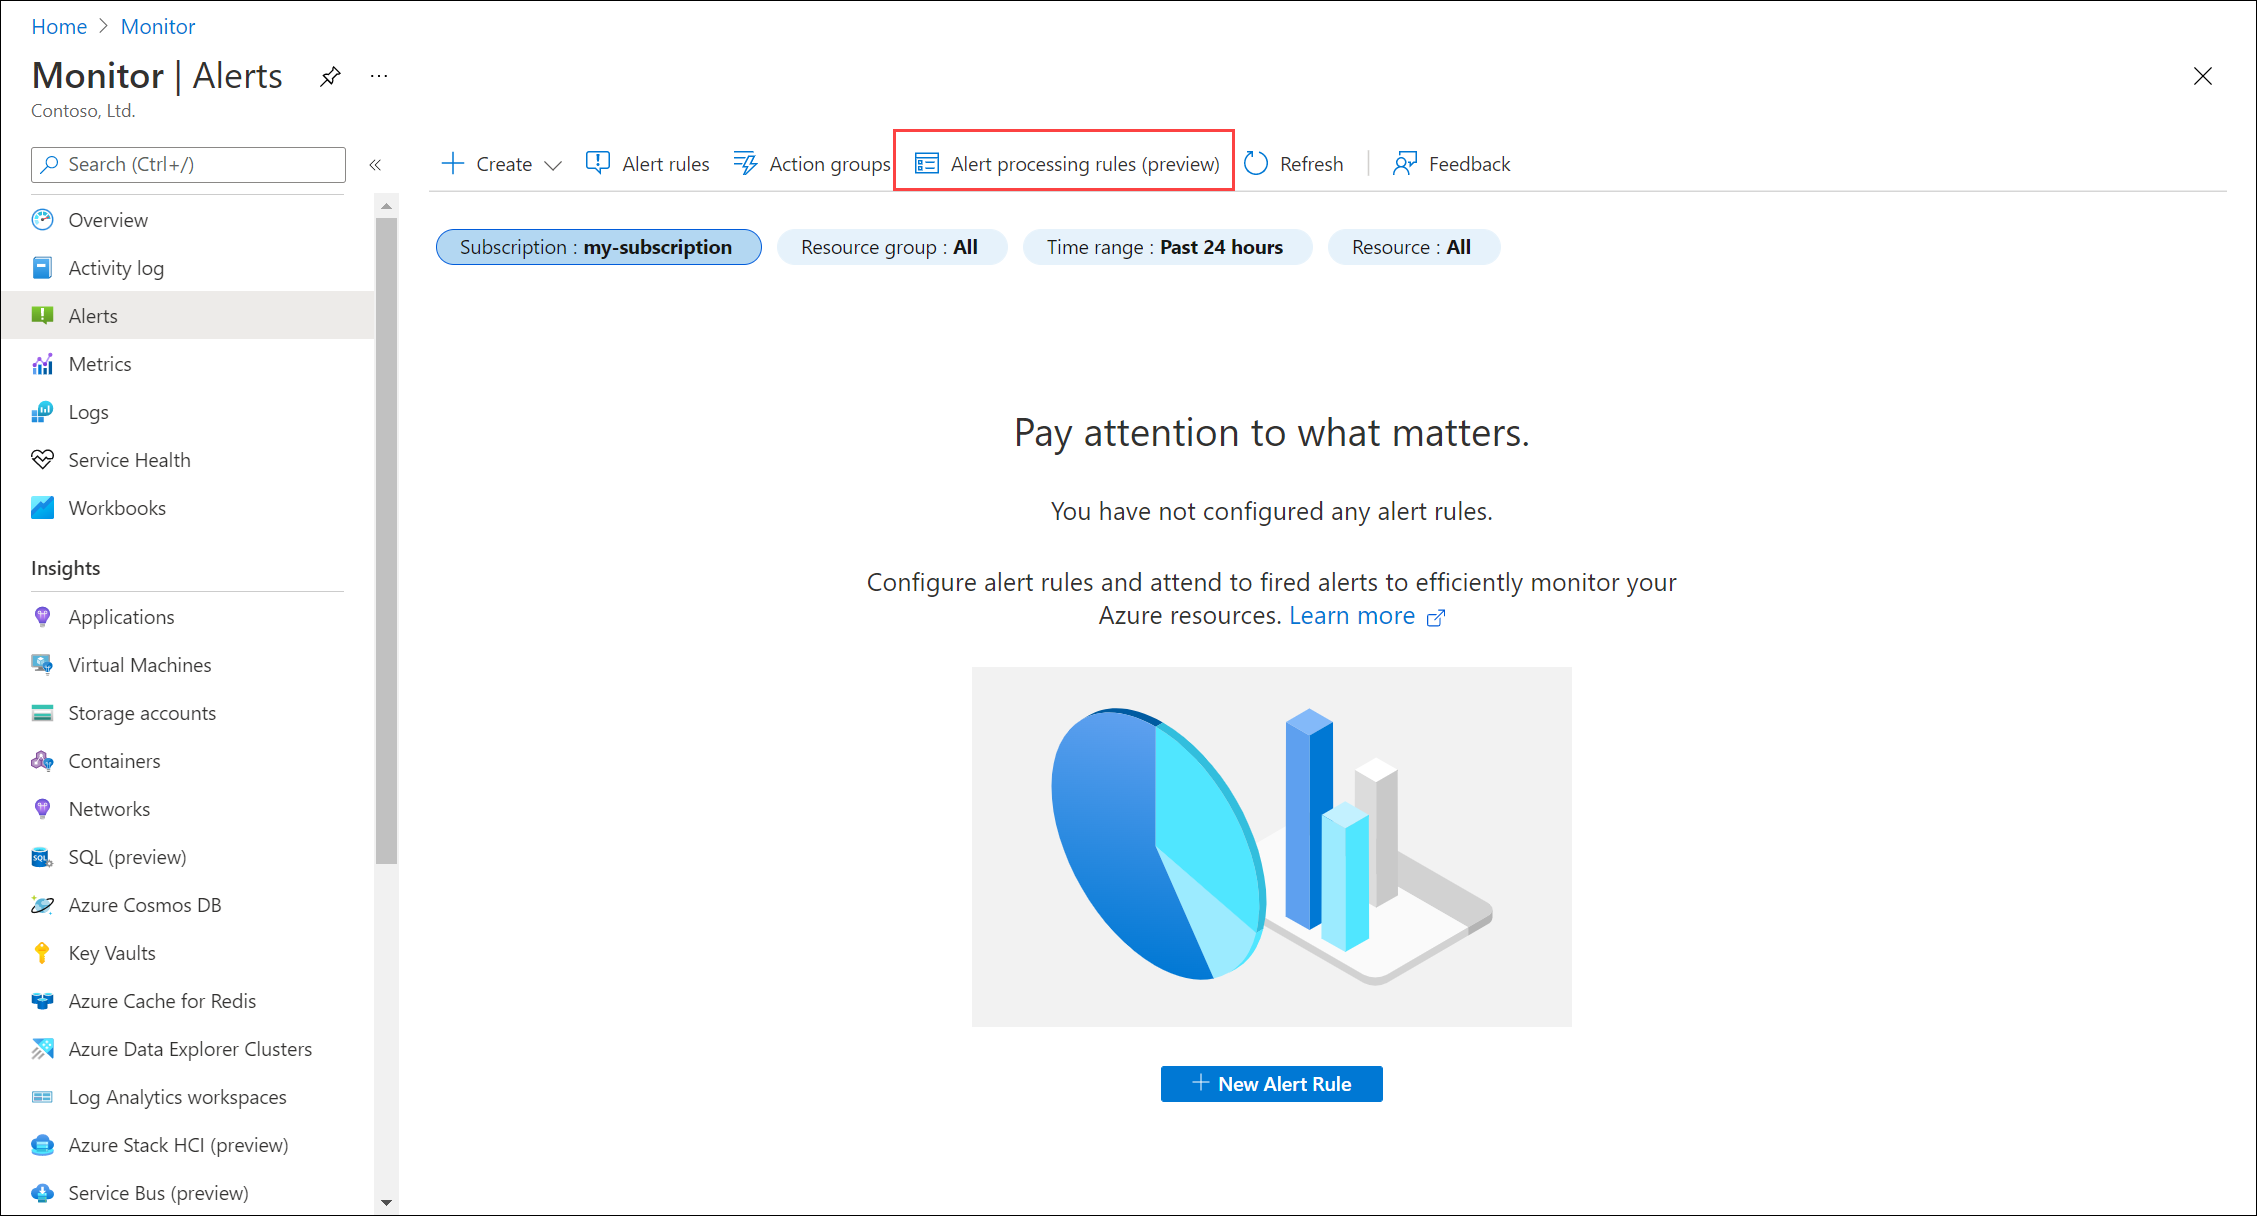 Home > Monitor
Monitor | Alerts ...
Contoso, Ltd.
Search (Ctrl+/) «
Create Alert rules Action groups Alert processing rules (preview) Refresh Feedback
Subscription : my-subscription Resource group : All Time range : Past 24 hours Resource : All
Overview
Activity log
Alerts
Metrics
Logs
Service Health
Workbooks
Insights
Applications
Virtual Machines
Storage accounts
Containers
Networks
SQL (preview)
Azure Cosmos DB
Key Vaults
Azure Cache for Redis
Azure Data Explorer Clusters
Log Analytics workspaces
Azure Stack HCI (preview)
Service Bus (preview)
Pay attention to what matters.
You have not configured any alert rules.
Configure alert rules and attend to fired alerts to efficiently monitor your
Azure resources. Learn more
+ New Alert Rule